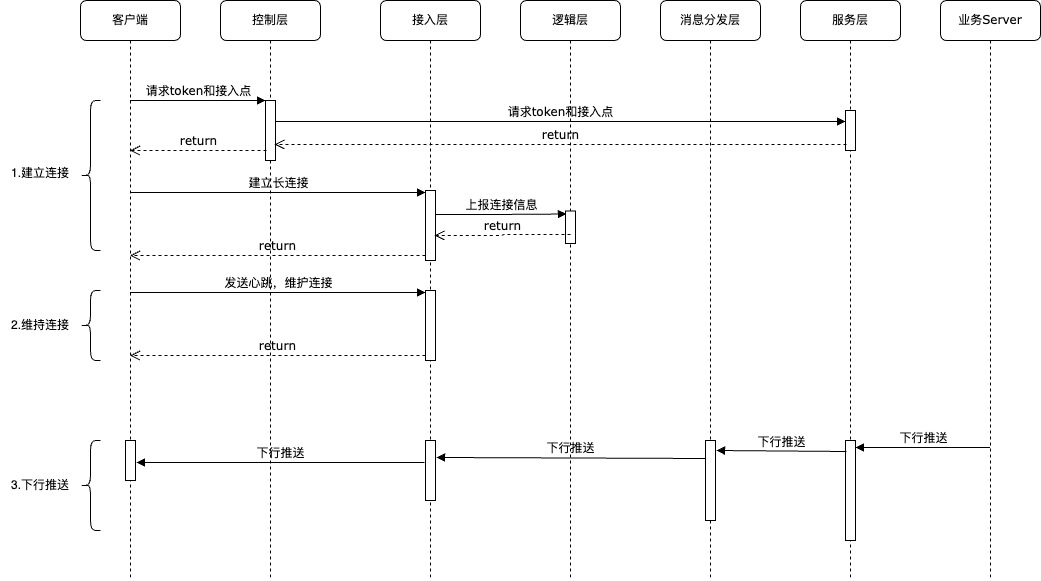 客户端
控制层
接入层
逻辑层
消息分发层
服务层
业务Server
请求token和接入点
请求token和接入点
return
return
1.建立连接
建立长连接
上报连接信息
return
return
发送心跳，维护连接
2.维持连接
return
下行推送
下行推送
下行推送
下行推送
3.下行推送